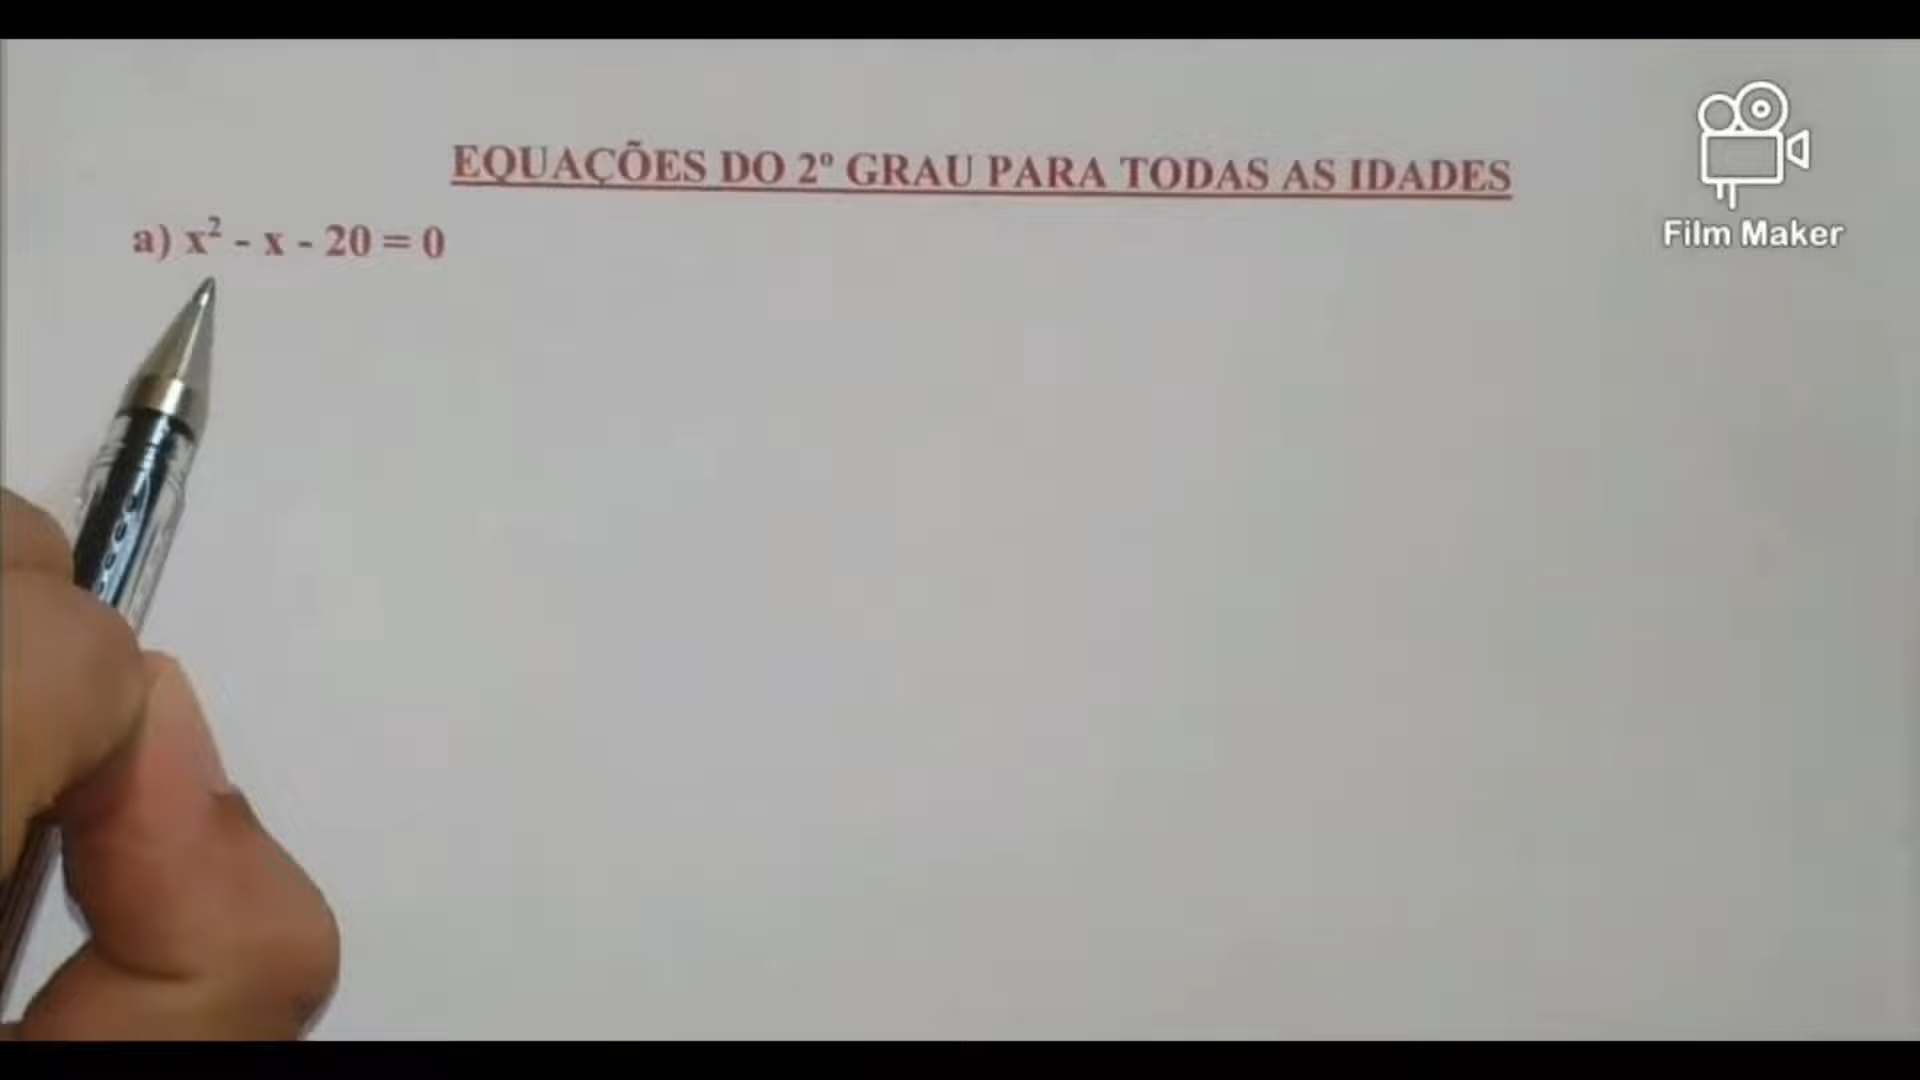 EQUAÇÕES DO 2º GRAU PARA TODAS AS IDADES
a) x² - x - 20 = 0
Film Maker